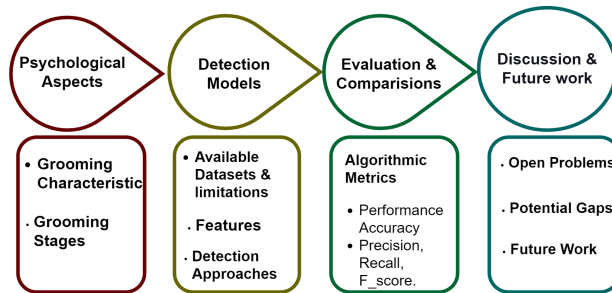 Psychological
Aspects
Detection
Models
Evaluation &
Comparisions
Discussion &
Future work
• Grooming
Characteristic
. Grooming
Stages
• Available
Datasets &
limitations
. Features
. Detection
Approaches
Algorithmic
Metrics
• Performance
Accuracy
• Precision,
Recall,
F_score.
. Open Problems
. Potential Gaps
. Future Work